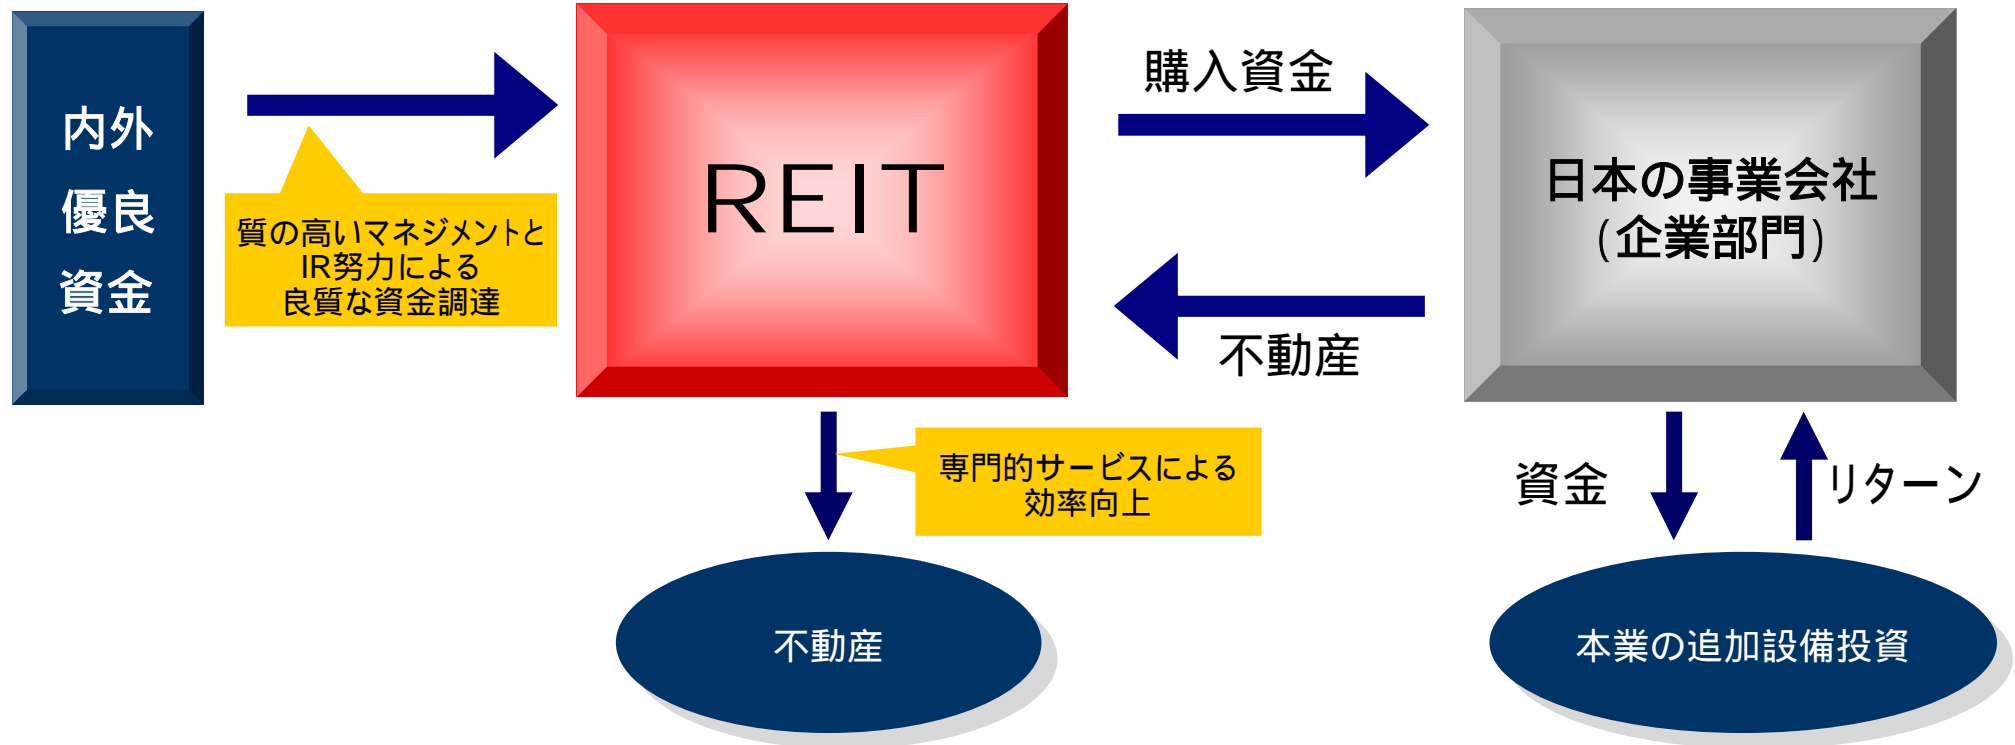 内外
優良
資金
質の高いマネジメントと
IR努力による
良質な資金調達
REIT
購入資金
不動産
日本の事業会社
(企業部門)
専門的サービスによる
効率向上
資金
リターン
不動産
本業の追加設備投資